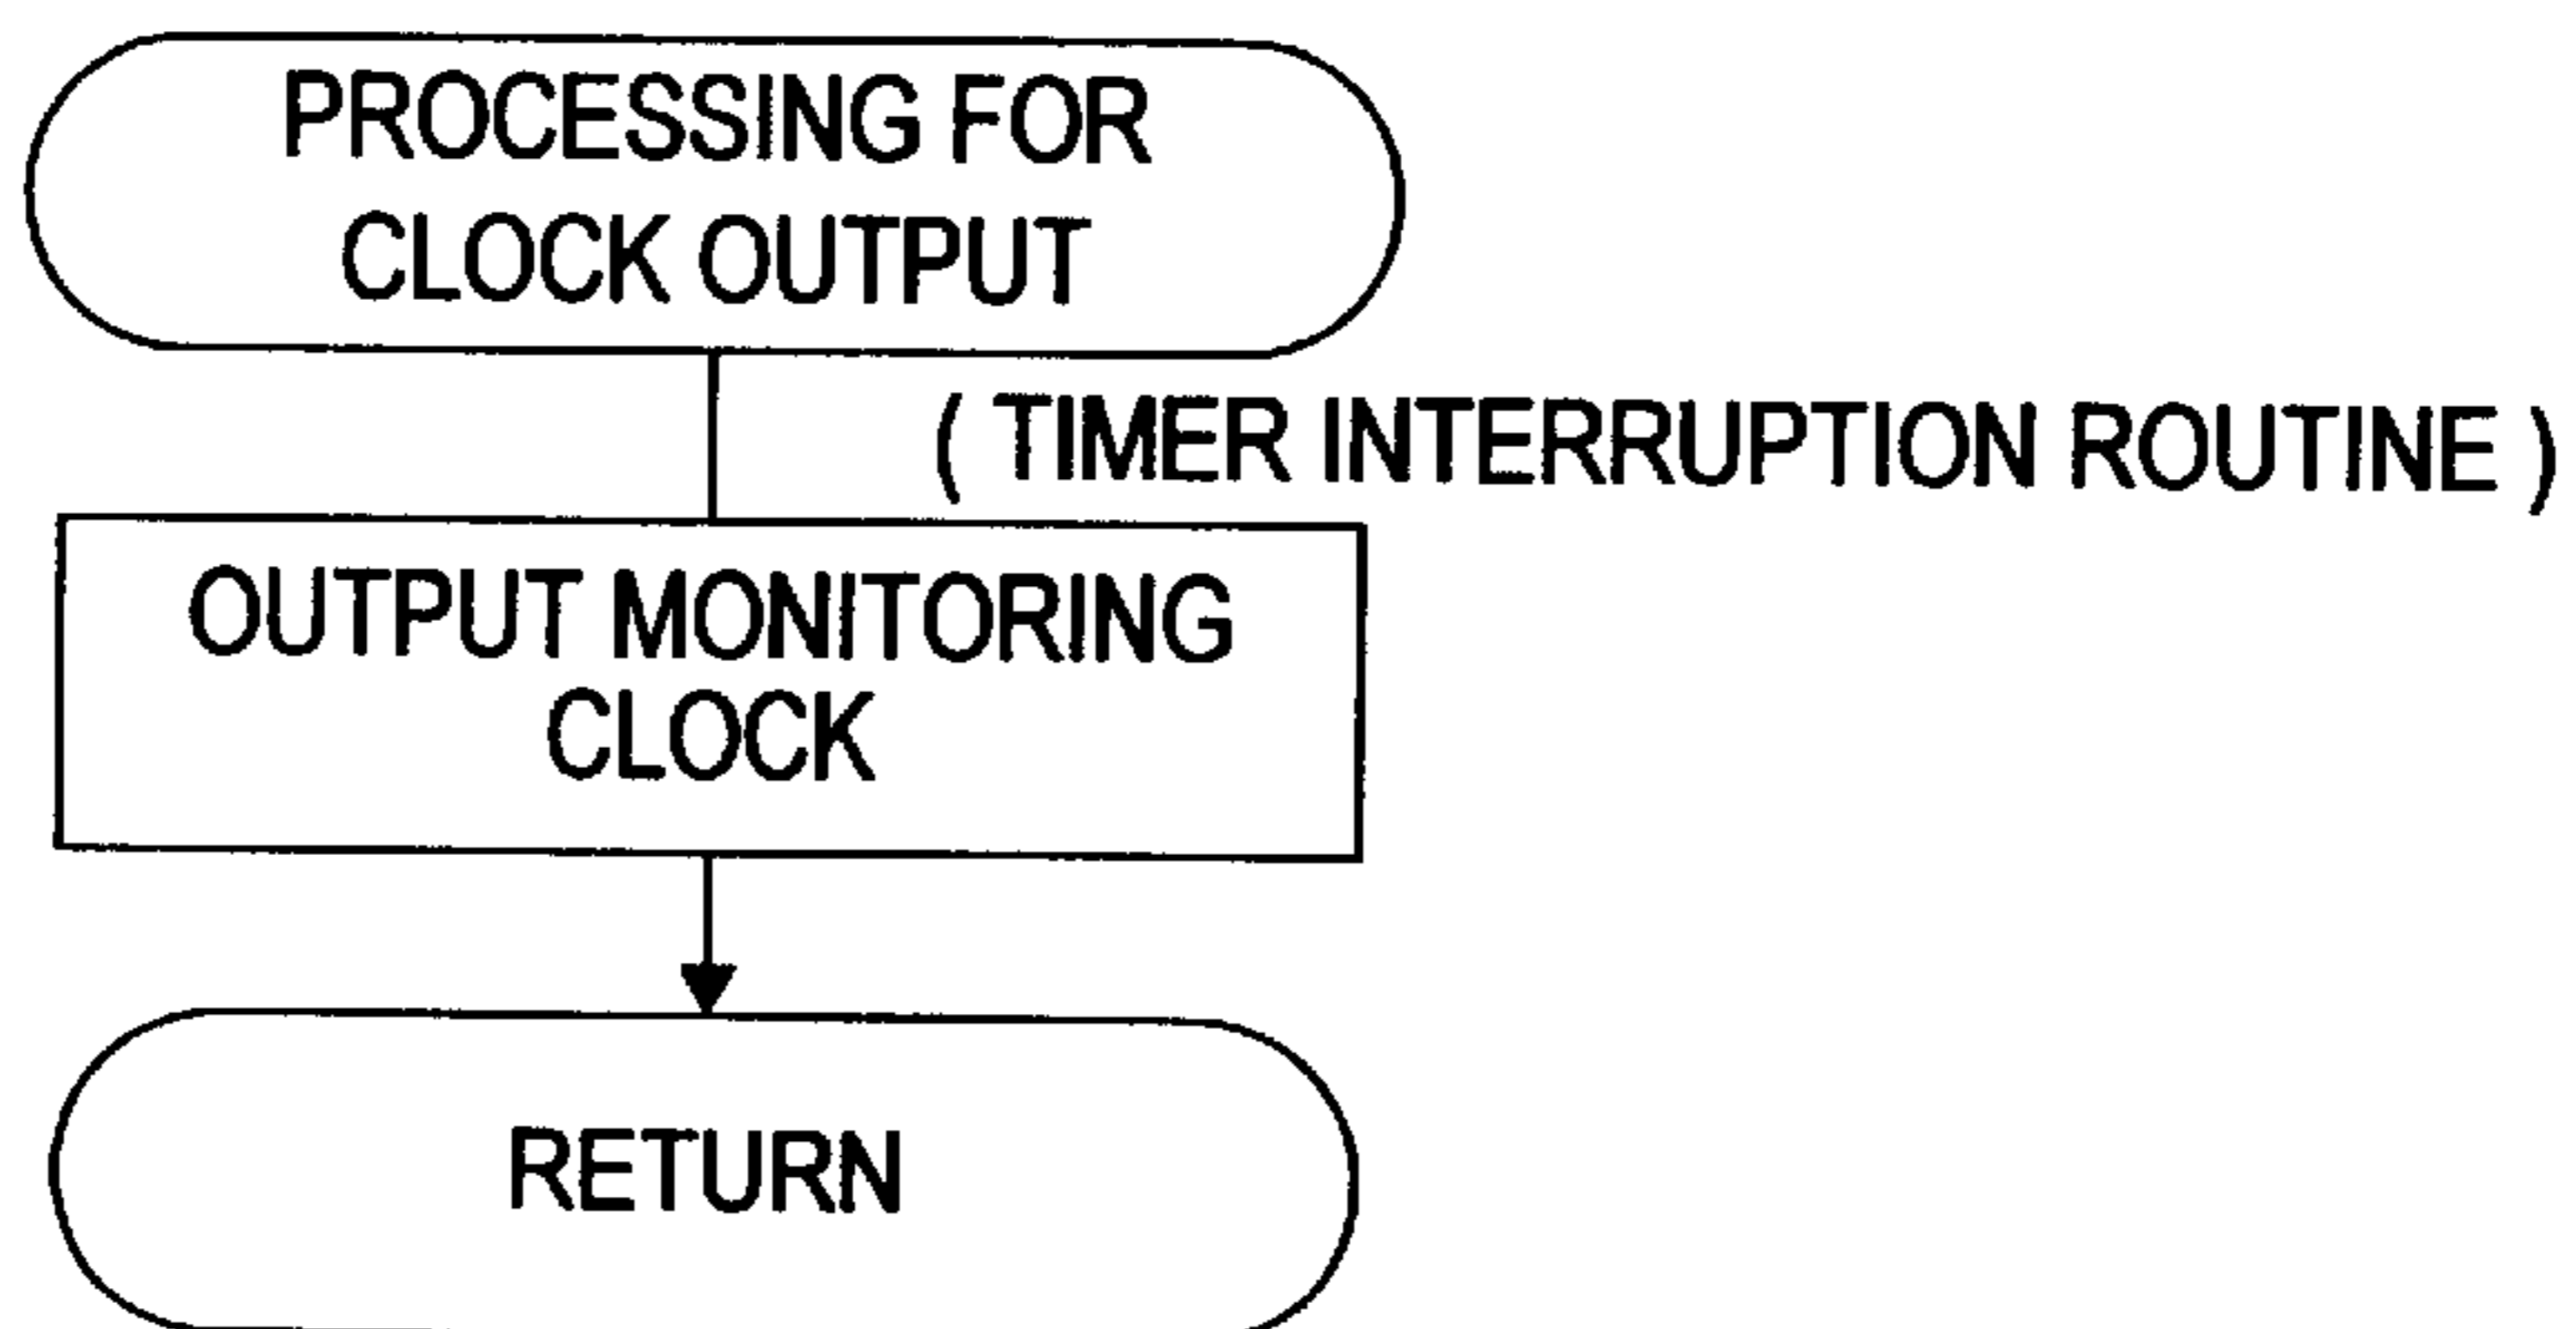 PROCESSING FOR
CLOCK OUTPUT
( TIMER INTERRUPTION ROUTINE )
OUTPUT MONITORING
CLOCK
RETURN